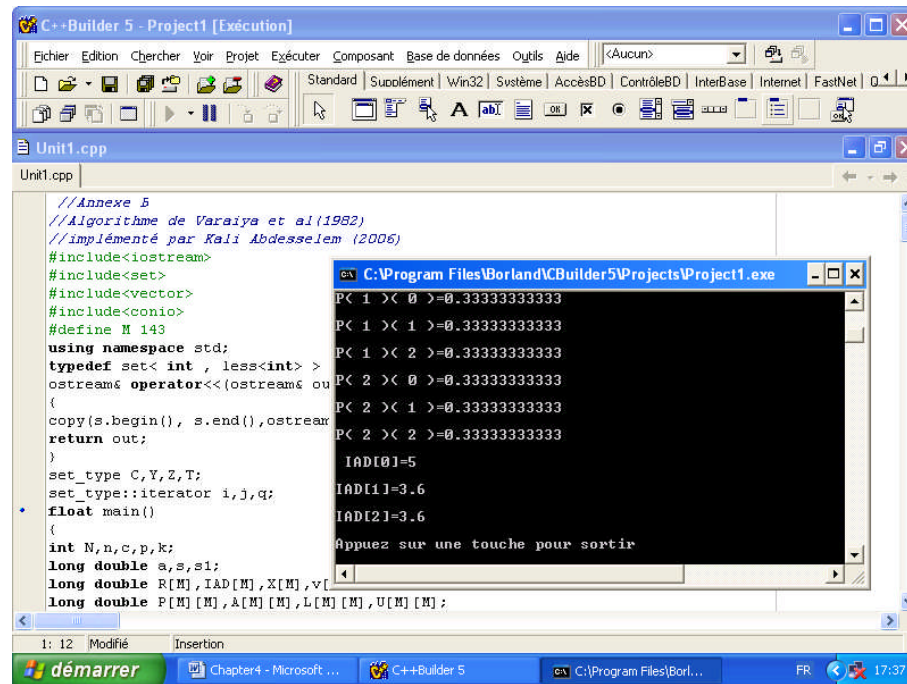 C++Builder 5 - Project1 [Exécution]
Fichier Edition Chercher Voir Projet Exécuter Composant Base de données Outils Aide <Aucun>
Standard Supplément Win32 Système AccèsBD ContrôleBD InterBase Internet FastNet Q
Unit1.cpp
Unit1.cpp
//Annexe B
//Algorithme de Varaiya et al(1982)
//implémenté par Kali Abdesselem (2006)
#include<iostream>
#include<set>
#include<vector>
#include<conio>
#define M 143
using namespace std;
typedef set< int , less<int> >
ostream& operator<<(ostream& ou
{
copy(s.begin(), s.end(),ostream
return out;
}
set_type C,Y,Z,T;
set_type::iterator i,j,q;
float main()
{
int N,n,c,p,k;
long double a,s,s1;
long double R[M],IAD[M],X[M],v[
long double P[M][M],A[M][M],L[M][M],U[M][M];
C:\Program Files\Borland\CBuilder5\Projects\Project1.exe
P( 1 )( 0 )=0.33333333333
P( 1 )( 1 )=0.33333333333
P( 1 )( 2 )=0.33333333333
P( 2 )( 0 )=0.33333333333
P( 2 )( 1 )=0.33333333333
P( 2 )( 2 )=0.33333333333
IAD[0]=5
IAD[1]=3.6
IAD[2]=3.6
Appuez sur une touche pour sortir
1: 12 Modifié Insertion
démarrer Chapter4 - Microsoft ... C++Builder 5 C:\Program Files\Borl... FR 17:37